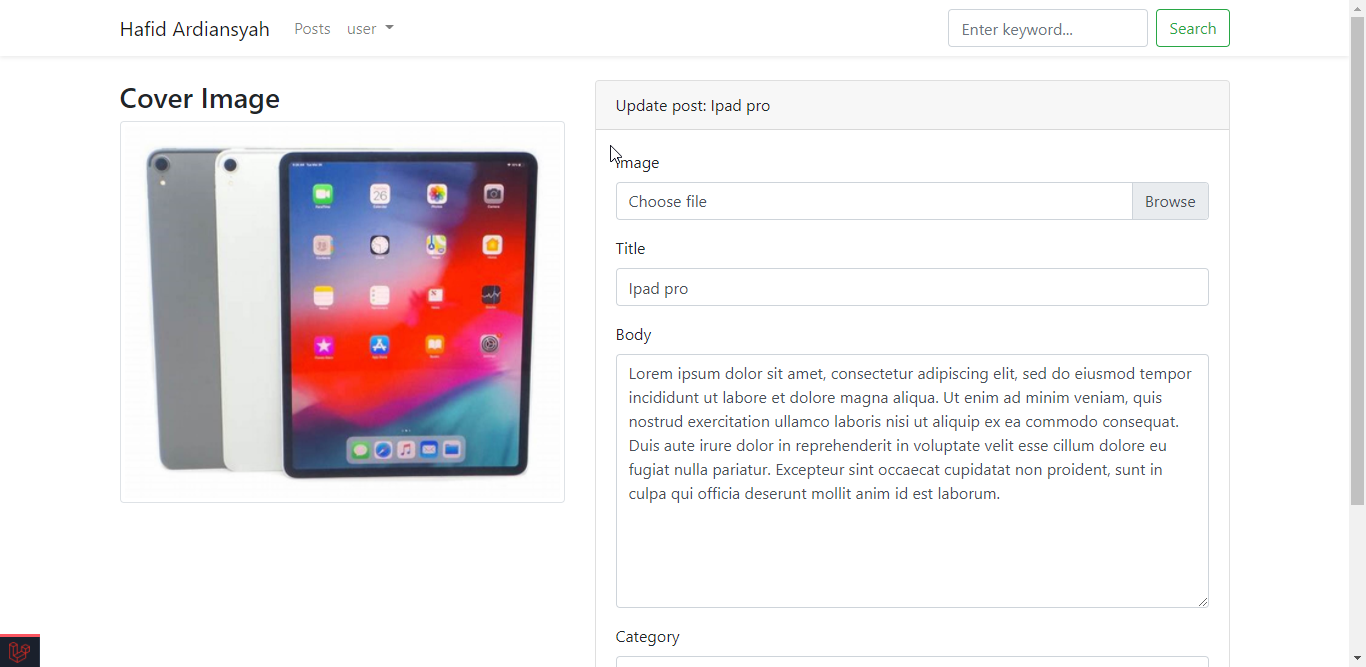 Hafid Ardiansyah
Posts
user
Enter keyword...
Search
Cover Image
Update post: Ipad pro
Image
Choose file
Browse
Title
Ipad pro
Body
Lorem ipsum dolor sit amet, consectetur adipiscing elit, sed do eiusmod tempor
incididunt ut labore et dolore magna aliqua. Ut enim ad minim veniam, quis
nostrud exercitation ullamco laboris nisi ut aliquip ex ea commodo consequat.
Duis aute irure dolor in reprehenderit in voluptate velit esse cillum dolore eu
fugiat nulla pariatur. Excepteur sint occaecat cupidatat non proident, sunt in
culpa qui officia deserunt mollit anim id est laborum.
Category
26